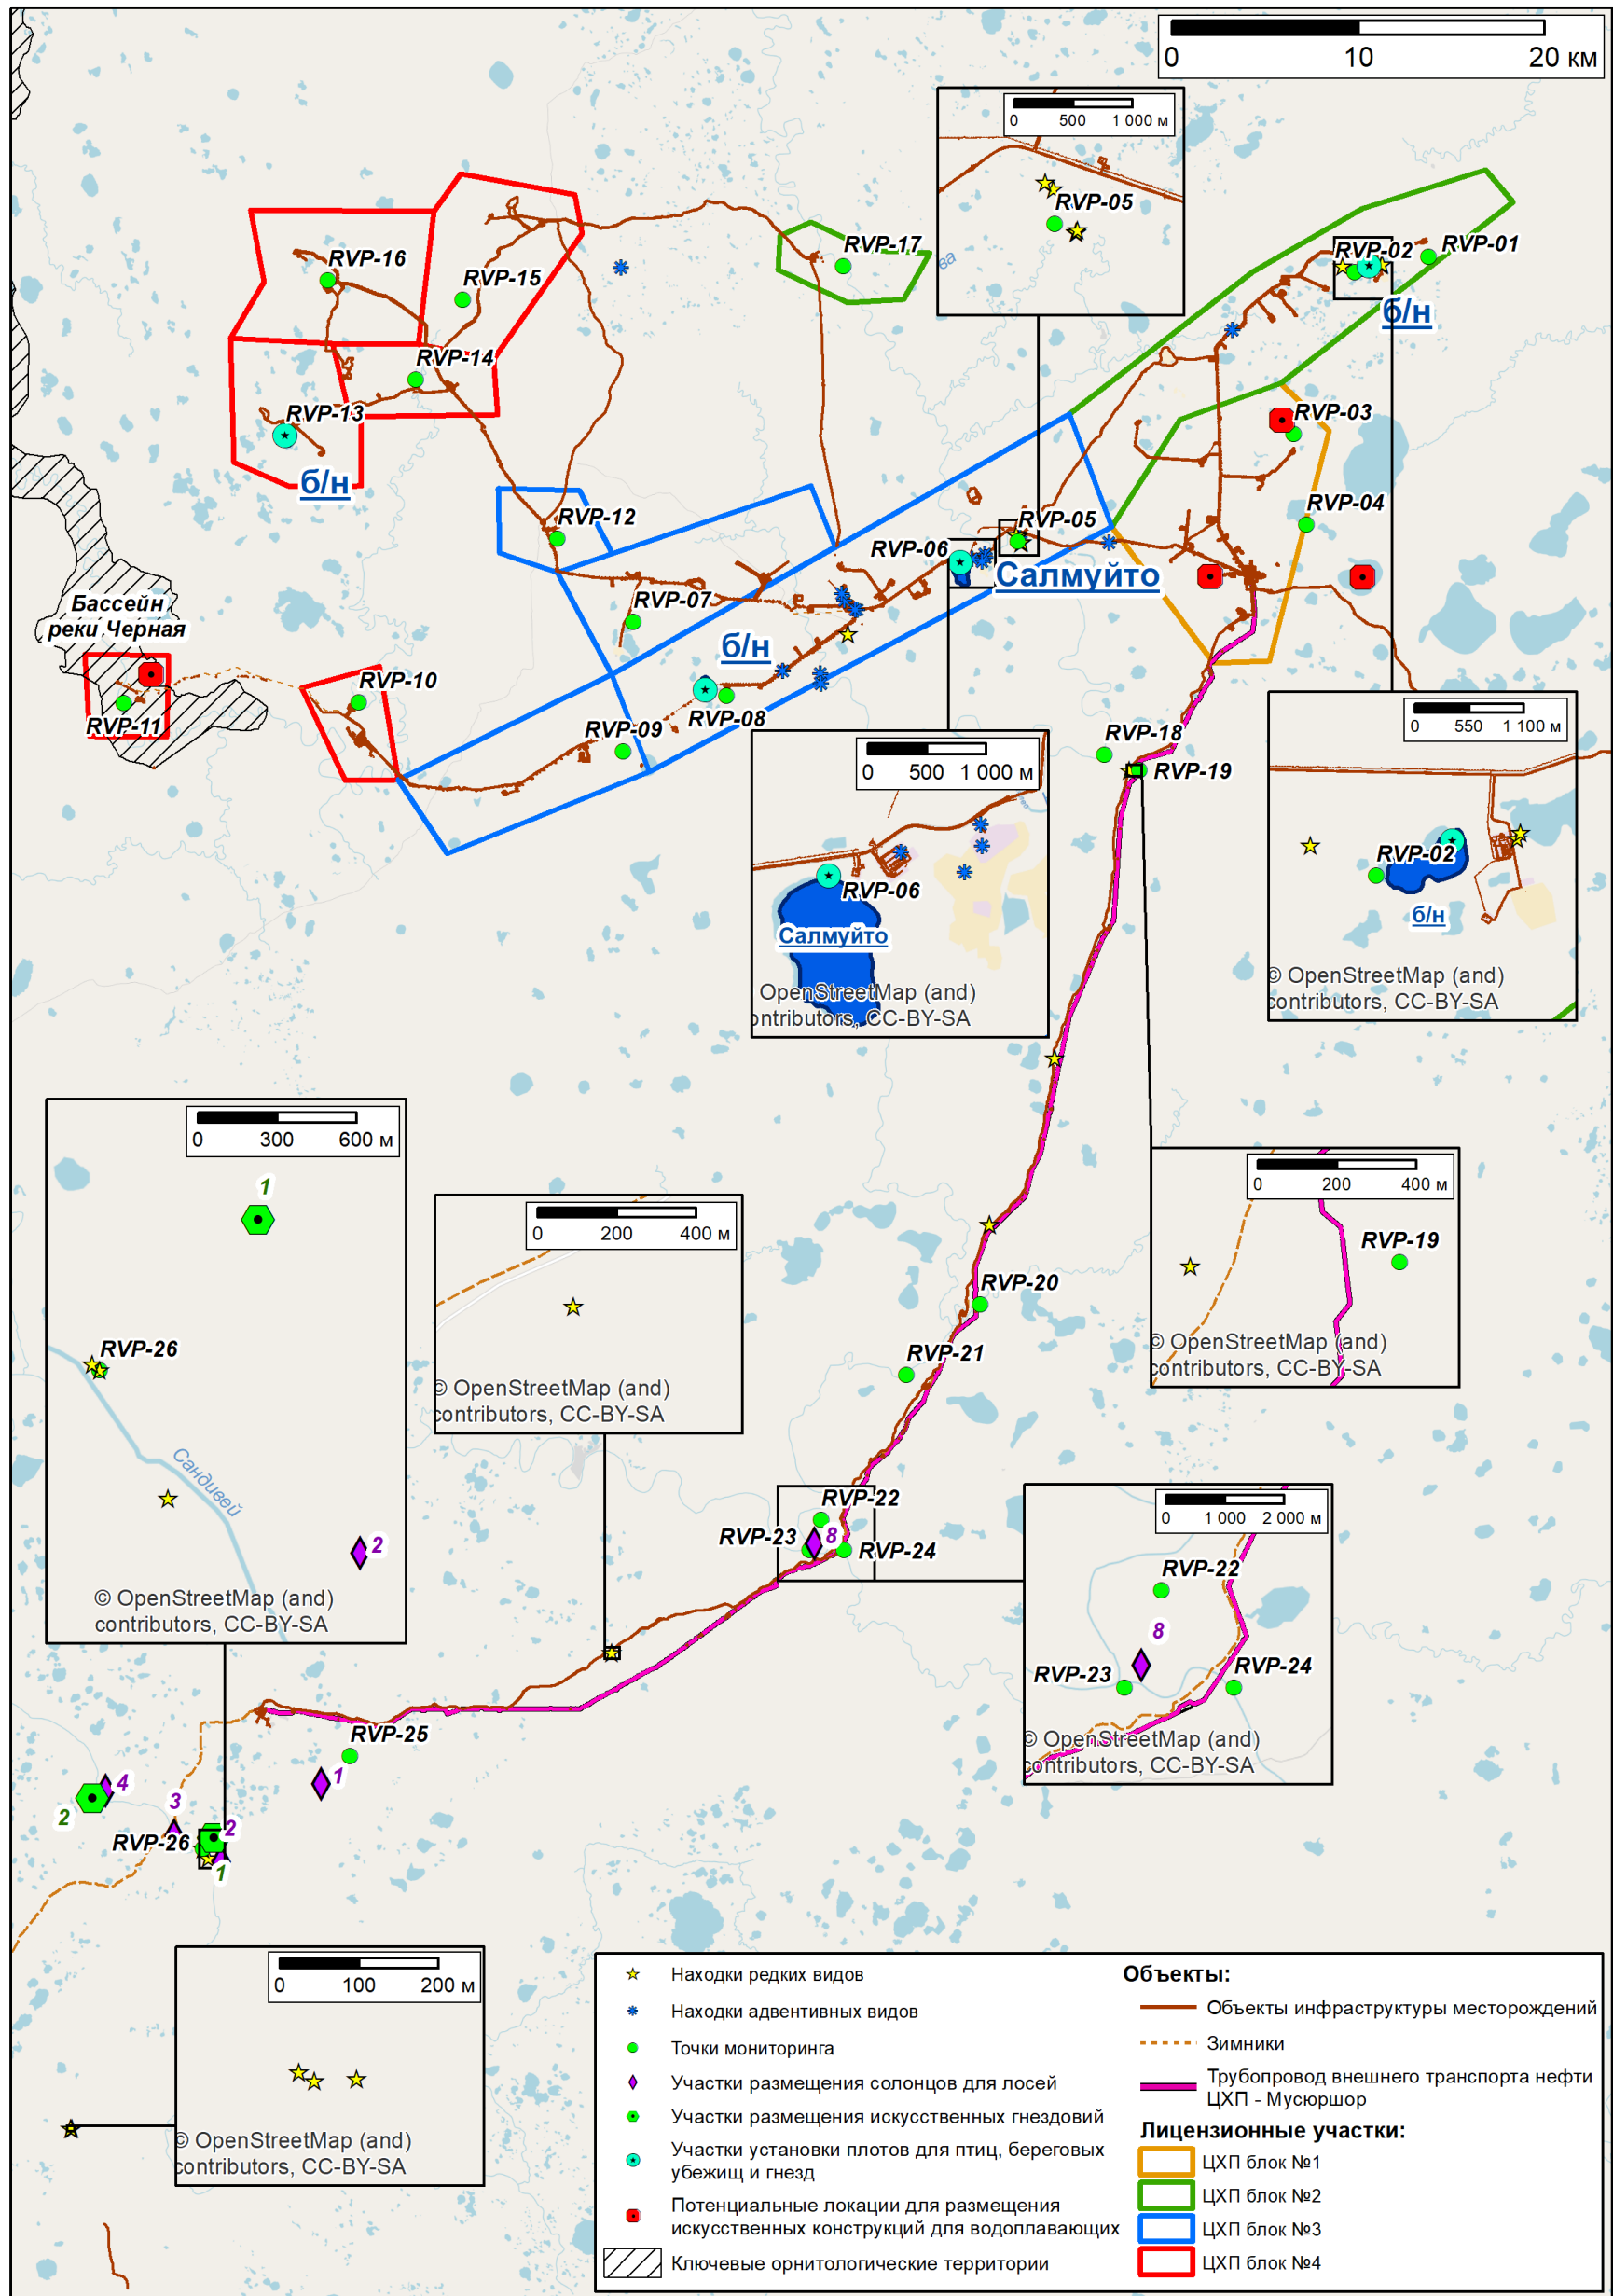 0 10 20 км
0 500 1 000 м
RVP-05
ва
RVP-17
RVP-02
RVP-01
б/н
RVP-16
RVP-15
RVP-14
RVP-13
б/н
RVP-03
RVP-04
RVP-12
RVP-05
RVP-06
Салмуйто
RVP-07
б/н
Бассейн
реки Черная
RVP-10
RVP-11
RVP-08
RVP-09
RVP-18
RVP-19
0 550 1 100 м
RVP-02
б/н
© OpenStreetMap (and)
contributors, CC-BY-SA
0 500 1 000 м
RVP-06
Салмуйто
OpenStreetMap (and)
ontributors, CC-BY-SA
0 300 600 м
1
RVP-26
Сандивей
2
© OpenStreetMap (and)
contributors, CC-BY-SA
0 200 400 м
© OpenStreetMap (and)
contributors, CC-BY-SA
0 200 400 м
RVP-19
© OpenStreetMap (and)
contributors, CC-BY-SA
RVP-20
RVP-21
RVP-22
RVP-23
8
RVP-24
0 1 000 2 000 м
RVP-22
8
RVP-23
RVP-24
© OpenStreetMap (and)
contributors, CC-BY-SA
RVP-25
1
4
2
3
2
RVP-26
1
0 100 200 м
© OpenStreetMap (and)
contributors, CC-BY-SA
Находки редких видов
Находки адвентивных видов
Точки мониторинга
Участки размещения солонцов для лосей
Участки размещения искусственных гнездовий
Участки установки плотов для птиц, береговых
убежищ и гнезд
Потенциальные локации для размещения
искусственных конструкций для водоплавающих
Ключевые орнитологические территории
Объекты:
Объекты инфраструктуры месторождений
Зимники
Трубопровод внешнего транспорта нефти
ЦХП - Мусюршор
Лицензионные участки:
ЦХП блок №1
ЦХП блок №2
ЦХП блок №3
ЦХП блок №4